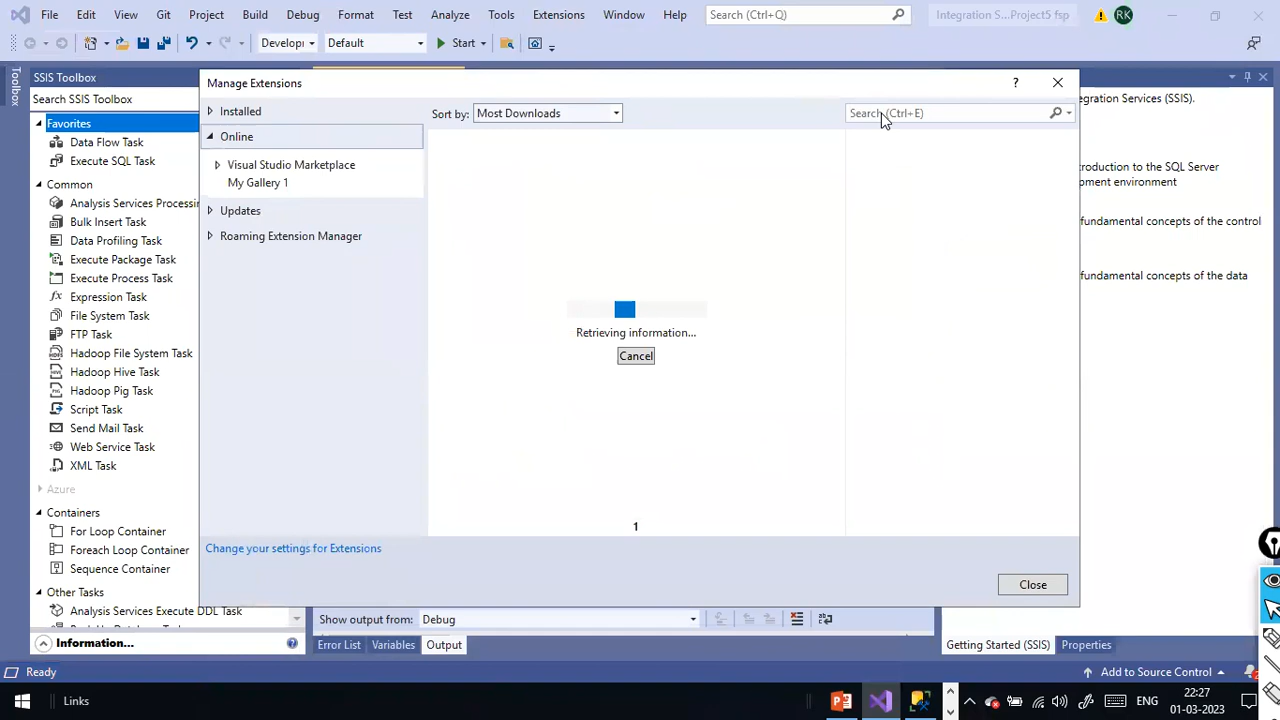 File Edit View Git Project Build Debug Format Test Analyze Tools Extensions Window Help Search (Ctrl+Q) Integration S...Project5 fsp RK
Developi Default Start
Toolbox
SSIS Toolbox
Search SSIS Toolbox
Favorites
Data Flow Task
Execute SQL Task
Common
Analysis Services Processin
Bulk Insert Task
Data Profiling Task
Execute Package Task
Execute Process Task
Expression Task
File System Task
FTP Task
Hadoop File System Task
Hadoop Hive Task
Hadoop Pig Task
Script Task
Send Mail Task
Web Service Task
XML Task
Azure
Containers
For Loop Container
Foreach Loop Container
Sequence Container
Other Tasks
Analysis Services Execute DDL Task
Information...
Manage Extensions
Installed
Online
Visual Studio Marketplace
My Gallery 1
Updates
Roaming Extension Manager
Sort by: Most Downloads
Search (Ctrl+E)
Retrieving information...
Cancel
1
Change your settings for Extensions
Close
egration Services (SSIS).
roduction to the SQL Server
pment environment
fundamental concepts of the control
fundamental concepts of the data
Show output from: Debug
Error List Variables Output
Getting Started (SSIS) Properties
Ready
Add to Source Control
Links
ENG
22:27
01-03-2023